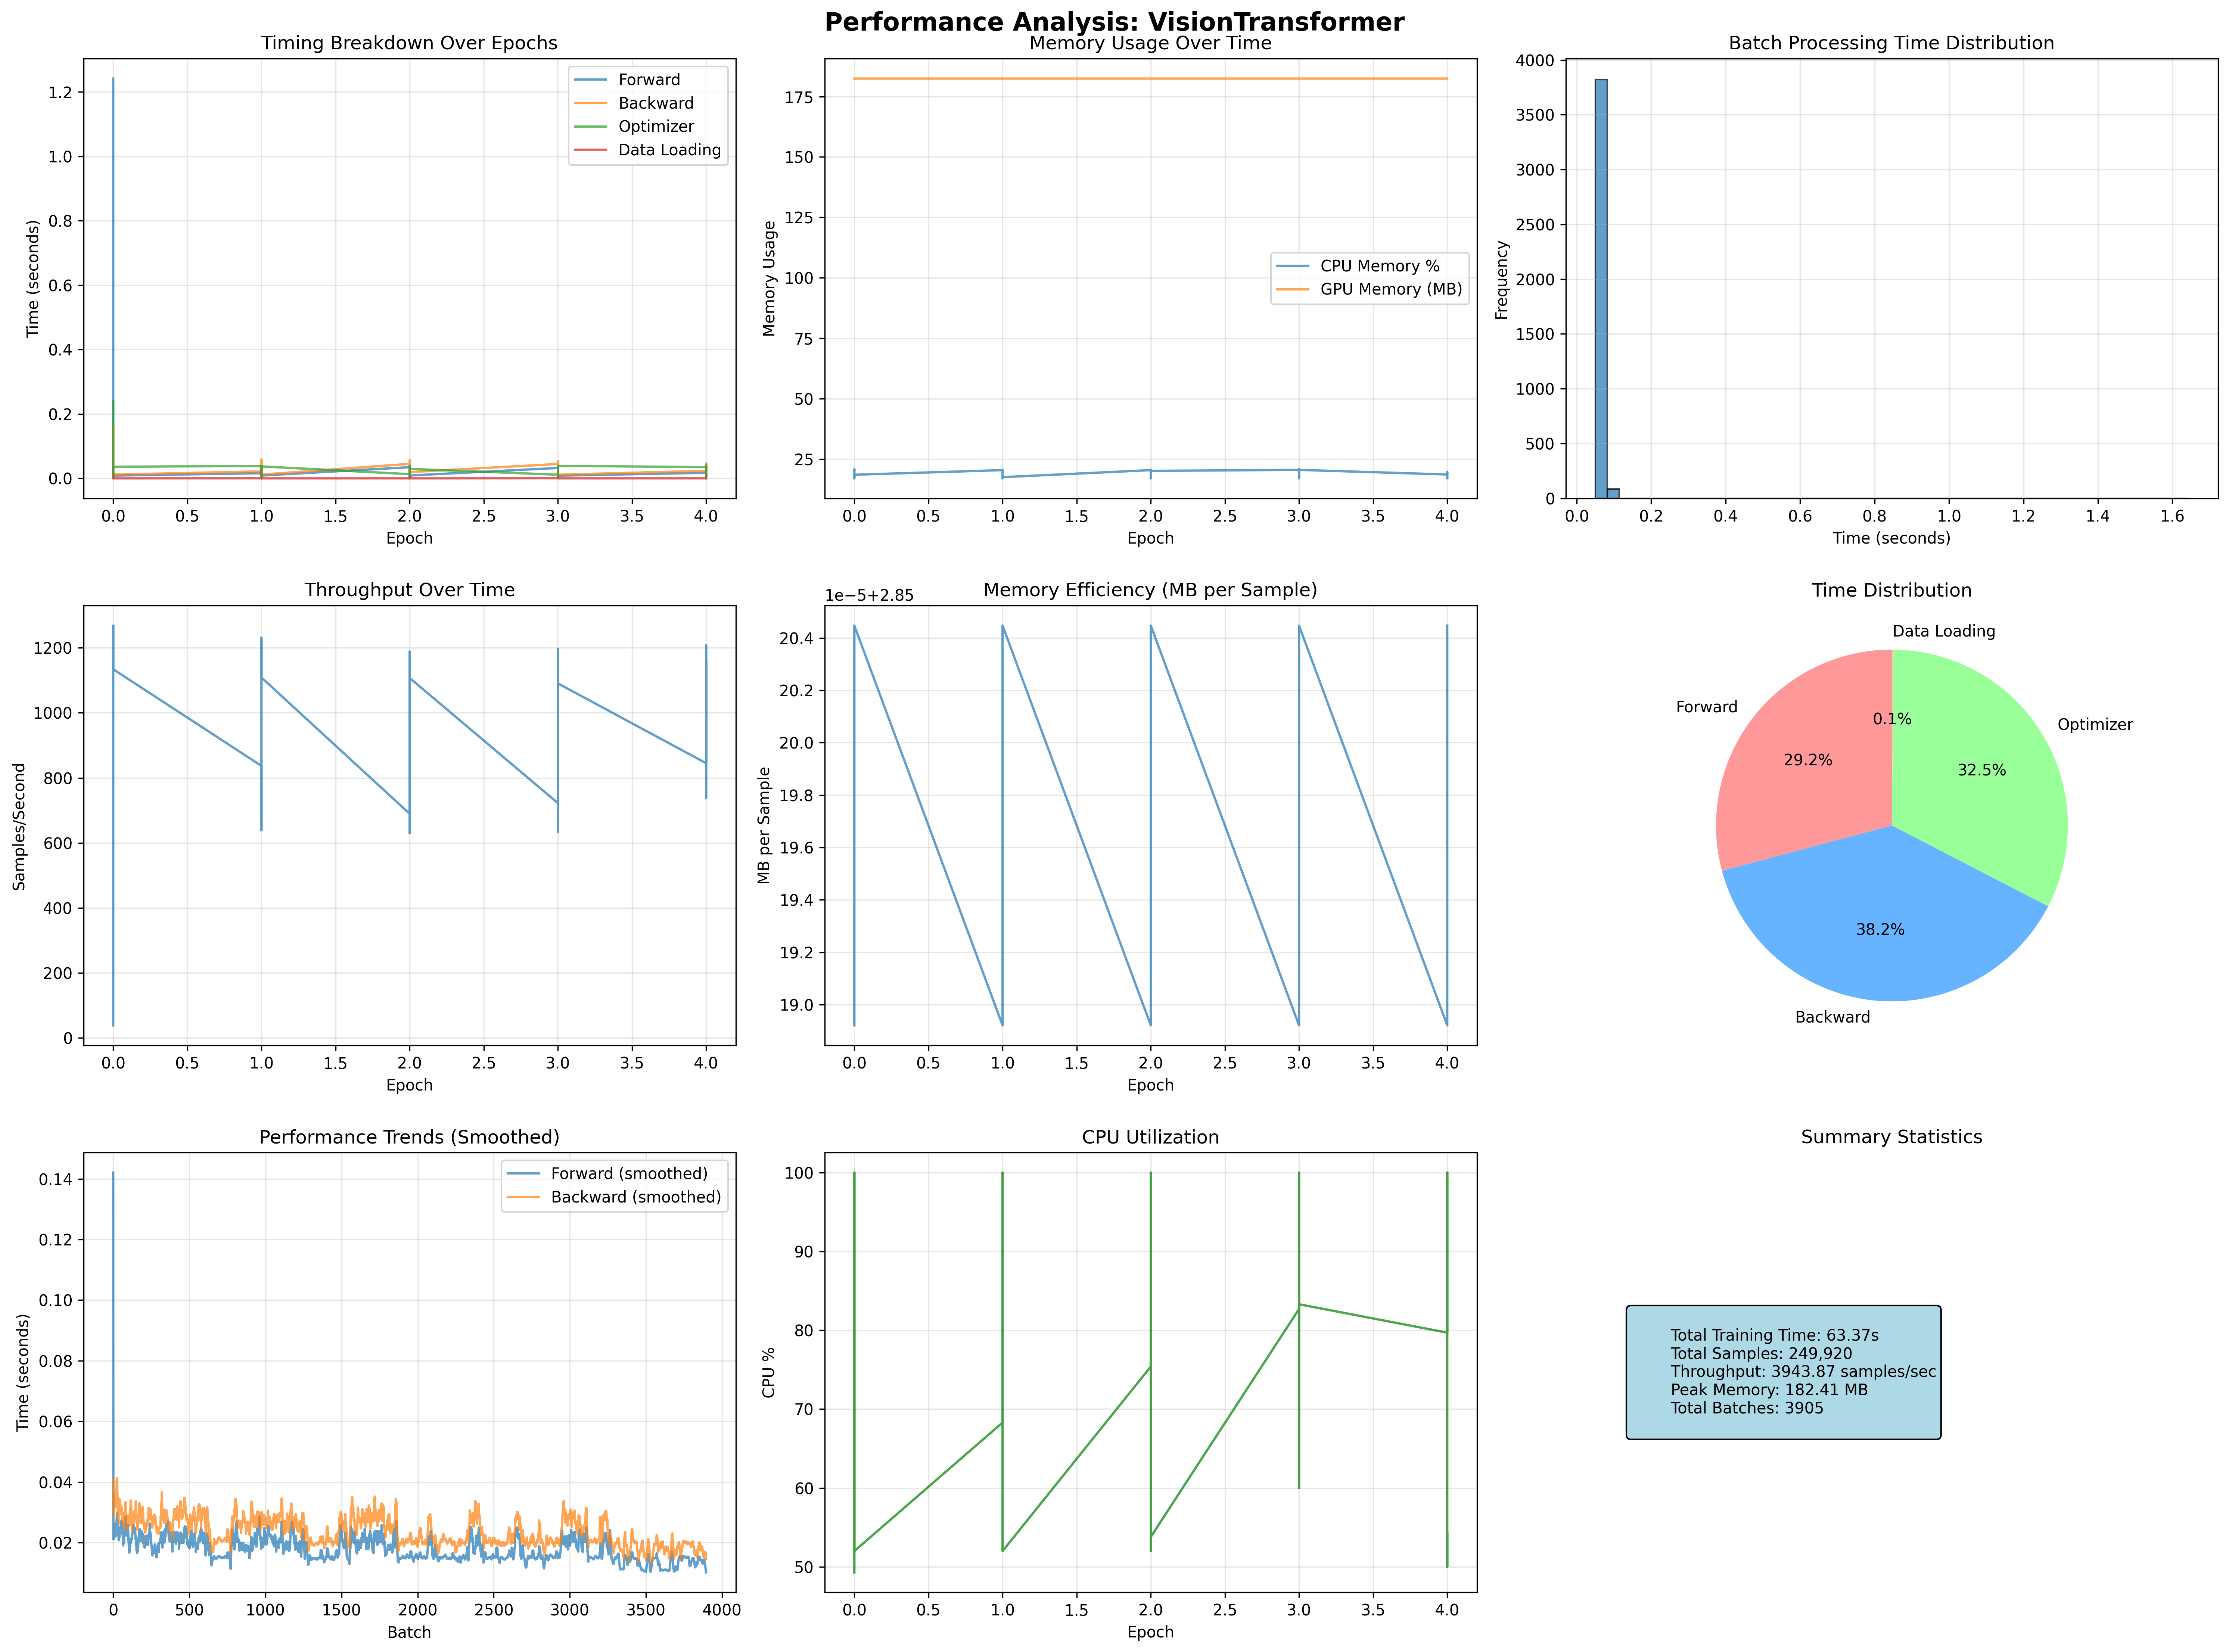 Performance Analysis: VisionTransformer
Timing Breakdown Over Epochs
Time (seconds)
1.2
1.0
0.8
0.6
0.4
0.2
0.0
Forward
Backward
Optimizer
Data Loading
0.0 0.5 1.0 1.5 2.0 2.5 3.0 3.5 4.0
Epoch
Memory Usage Over Time
Memory Usage
175
150
125
100
75
50
25
CPU Memory %
GPU Memory (MB)
0.0 0.5 1.0 1.5 2.0 2.5 3.0 3.5 4.0
Epoch
Batch Processing Time Distribution
Frequency
4000
3500
3000
2500
2000
1500
1000
500
0
0.0 0.2 0.4 0.6 0.8 1.0 1.2 1.4 1.6
Time (seconds)
Throughput Over Time
Samples/Second
1200
1000
800
600
400
200
0
0.0 0.5 1.0 1.5 2.0 2.5 3.0 3.5 4.0
Epoch
Memory Efficiency (MB per Sample)
1e−5+2.85
MB per Sample
20.4
20.2
20.0
19.8
19.6
19.4
19.2
19.0
0.0 0.5 1.0 1.5 2.0 2.5 3.0 3.5 4.0
Epoch
Time Distribution
Data Loading
Forward
Optimizer
0.1%
29.2%
32.5%
38.2%
Backward
Performance Trends (Smoothed)
Time (seconds)
0.14
0.12
0.10
0.08
0.06
0.04
0.02
Forward (smoothed)
Backward (smoothed)
0 500 1000 1500 2000 2500 3000 3500 4000
Batch
CPU Utilization
CPU %
100
90
80
70
60
50
0.0 0.5 1.0 1.5 2.0 2.5 3.0 3.5 4.0
Epoch
Summary Statistics
Total Training Time: 63.37s
Total Samples: 249,920
Throughput: 3943.87 samples/sec
Peak Memory: 182.41 MB
Total Batches: 3905